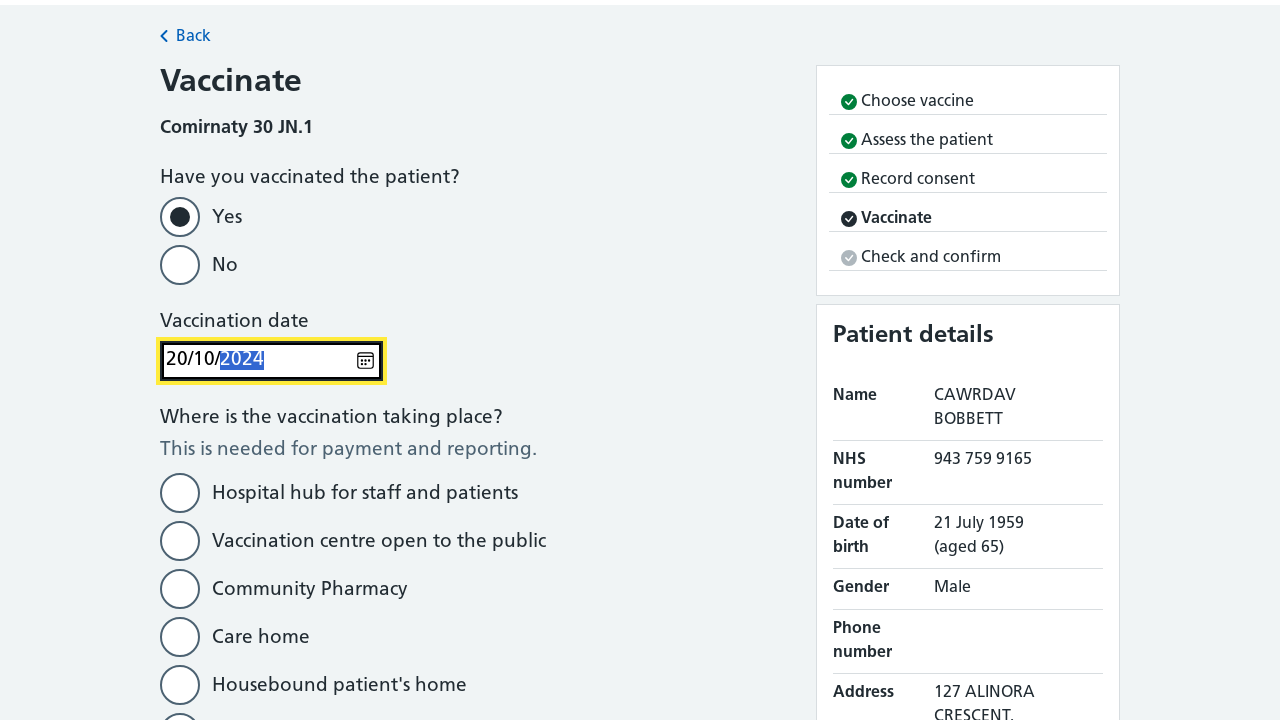 Back
Vaccinate
Comirnaty 30 JN.1
Have you vaccinated the patient?
Yes
No
Vaccination date
20/10/2024
Where is the vaccination taking place?
This is needed for payment and reporting.
Hospital hub for staff and patients
Vaccination centre open to the public
Community Pharmacy
Care home
Housebound patient's home
Choose vaccine
Assess the patient
Record consent
Vaccinate
Check and confirm
Patient details
Name CAWRDAV
BOBBETT
NHS 943 759 9165
number
Date of 21 July 1959
birth (aged 65)
Gender Male
Phone
number
Address 127 ALINORA
CRESCENT,